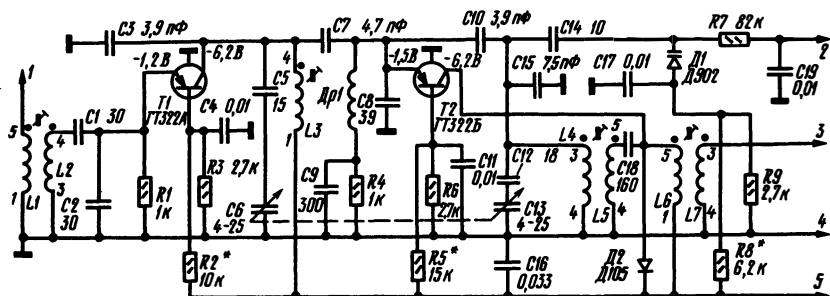 C3 3,9 пФ
C7 4,7 пФ
C10 3,9 пФ
C14 10
R7 82к
2
-1,2 В
-6,2 В
-1,5В
-6,2 В
C15 7,5 пФ
C17 0,01
Д1
Д902
C19
0,01
1
T1
ГТ322А
C4 0,01
C5
15
4
L3
1
Др1
C8
39
T2
ГТ322Б
5
L1
1
4
L2
3
C1 30
C2
30
R1
1к
R3 2,7к
C6
4-25
C9
300
R4
1к
R6
2,7к
C11
0,01
C12
18
C13
4-25
L4
3
4
5
L5
4
C18
160
5
L6
1
3
L7
4
3
R9
2,7к
4
R2*
10к
R5*
15к
C16
0,033
Д2
Д105
R8*
6,2к
5